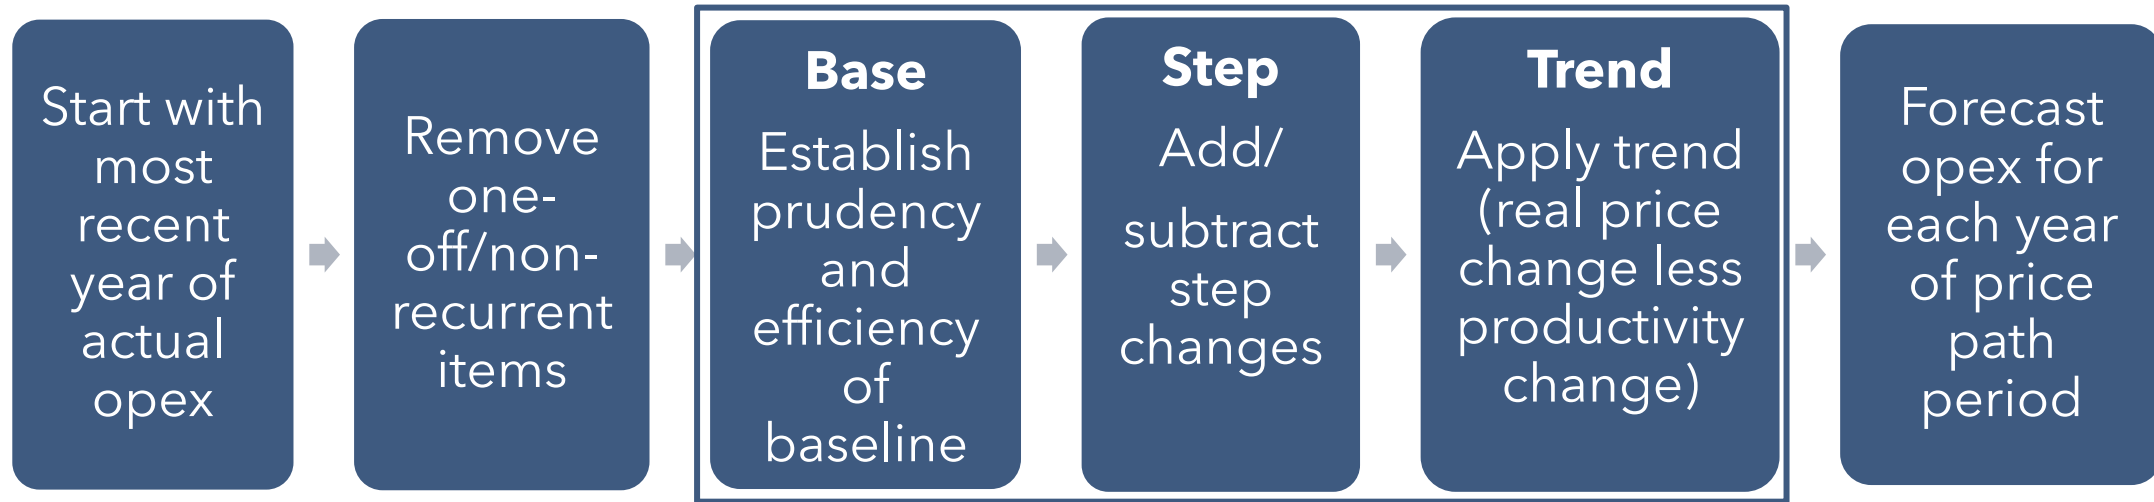 Start with
most
recent
year of
actual
opex
Remove
one-
off/non-
recurrent
items
Base
Establish
prudency
and
efficiency
of
baseline
Step
Add/
subtract
step
changes
Trend
Apply trend
(real price
change less
productivity
change)
Forecast
opex for
each year
of price
path
period